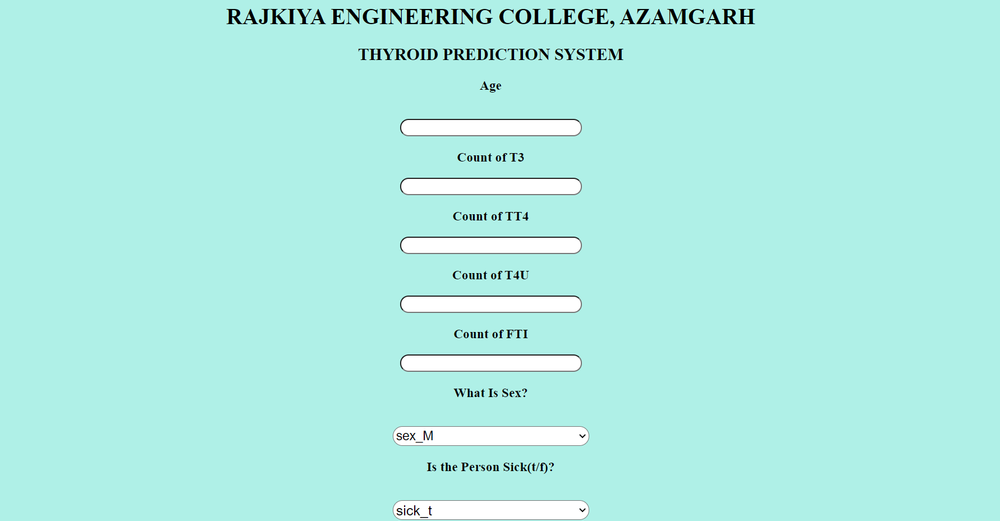 RAJKIYA ENGINEERING COLLEGE, AZAMGARH
THYROID PREDICTION SYSTEM
Age
Count of T3
Count of TT4
Count of T4U
Count of FTI
What Is Sex?
sex_M
Is the Person Sick(t/f)?
sick_t